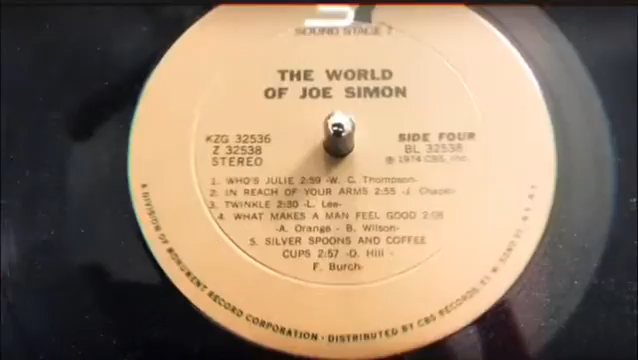 SOUND STAGE 7
THE WORLD
OF JOE SIMON
KZG 32536
Z 32538
STEREO
SIDE FOUR
BL 32538
℗ 1974 CBS, Inc.
1. WHO'S JULIE 2:59 -W. C. Thompson-
2. IN REACH OF YOUR ARMS 2:55 -J. Chapel-
3. TWINKLE 2:30 -L. Lee-
4. WHAT MAKES A MAN FEEL GOOD
-A. Orange - B. Wilson-
5. SILVER SPOONS AND COFFEE
CUPS 2:57 -D. Hill -
F. Burch-
A DIVISION OF MONUMENT RECORD CORPORATION · DISTRIBUTED BY CBS RECORDS